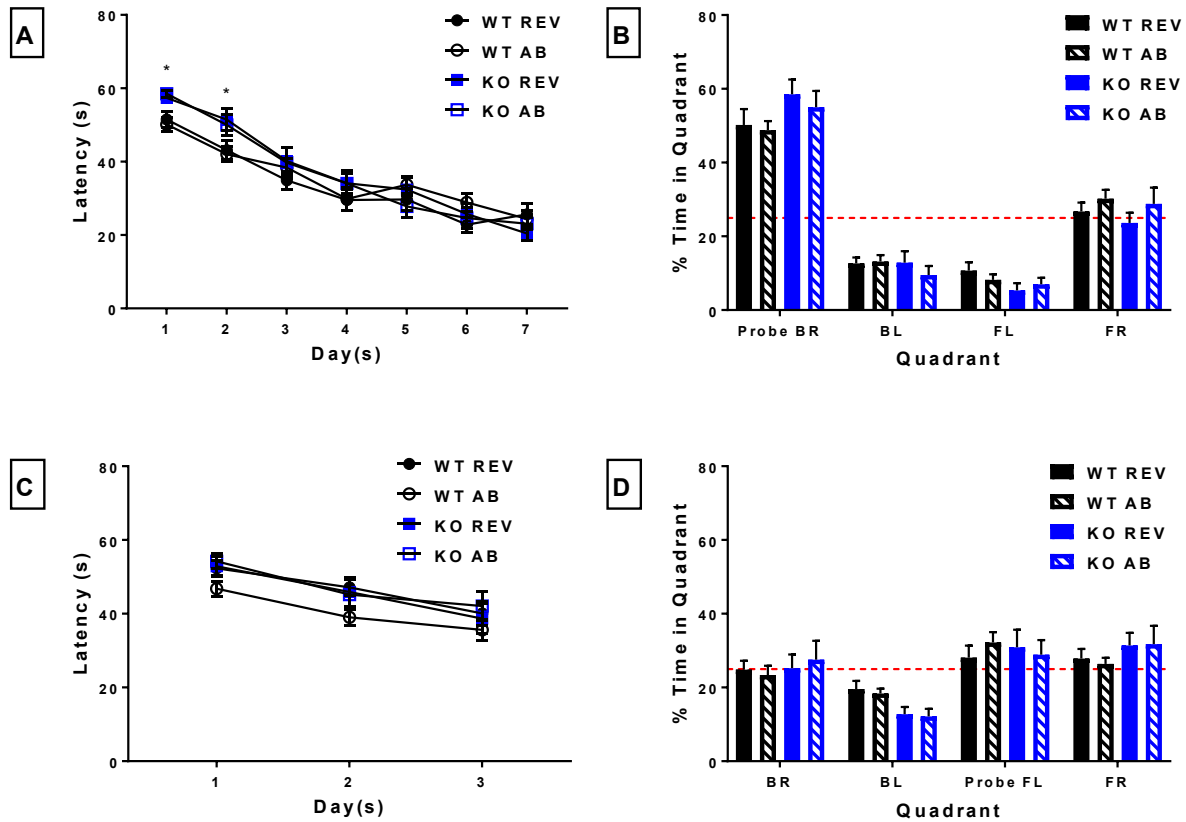 A
80
60
40
20
0
Latency (s)
* *
1 2 3 4 5 6 7
Day(s)
WT REV
WT AB
KO REV
KO AB
B
80
60
40
20
0
% Time in Quadrant
Probe BR BL FL FR
Quadrant
WT REV
WT AB
KO REV
KO AB
C
80
60
40
20
0
Latency (s)
1 2 3
Day(s)
WT REV
WT AB
KO REV
KO AB
D
80
60
40
20
0
% Time in Quadrant
BR BL Probe FL FR
Quadrant
WT REV
WT AB
KO REV
KO AB